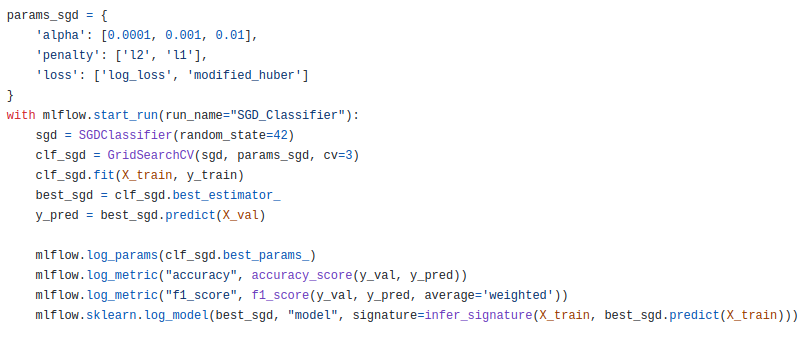 params_sgd = {
    'alpha': [0.0001, 0.001, 0.01],
    'penalty': ['l2', 'l1'],
    'loss': ['log_loss', 'modified_huber']
}
with mlflow.start_run(run_name="SGD_Classifier"):
    sgd = SGDClassifier(random_state=42)
    clf_sgd = GridSearchCV(sgd, params_sgd, cv=3)
    clf_sgd.fit(X_train, y_train)
    best_sgd = clf_sgd.best_estimator_
    y_pred = best_sgd.predict(X_val)

    mlflow.log_params(clf_sgd.best_params_)
    mlflow.log_metric("accuracy", accuracy_score(y_val, y_pred))
    mlflow.log_metric("f1_score", f1_score(y_val, y_pred, average='weighted'))
    mlflow.sklearn.log_model(best_sgd, "model", signature=infer_signature(X_train, best_sgd.predict(X_train)))